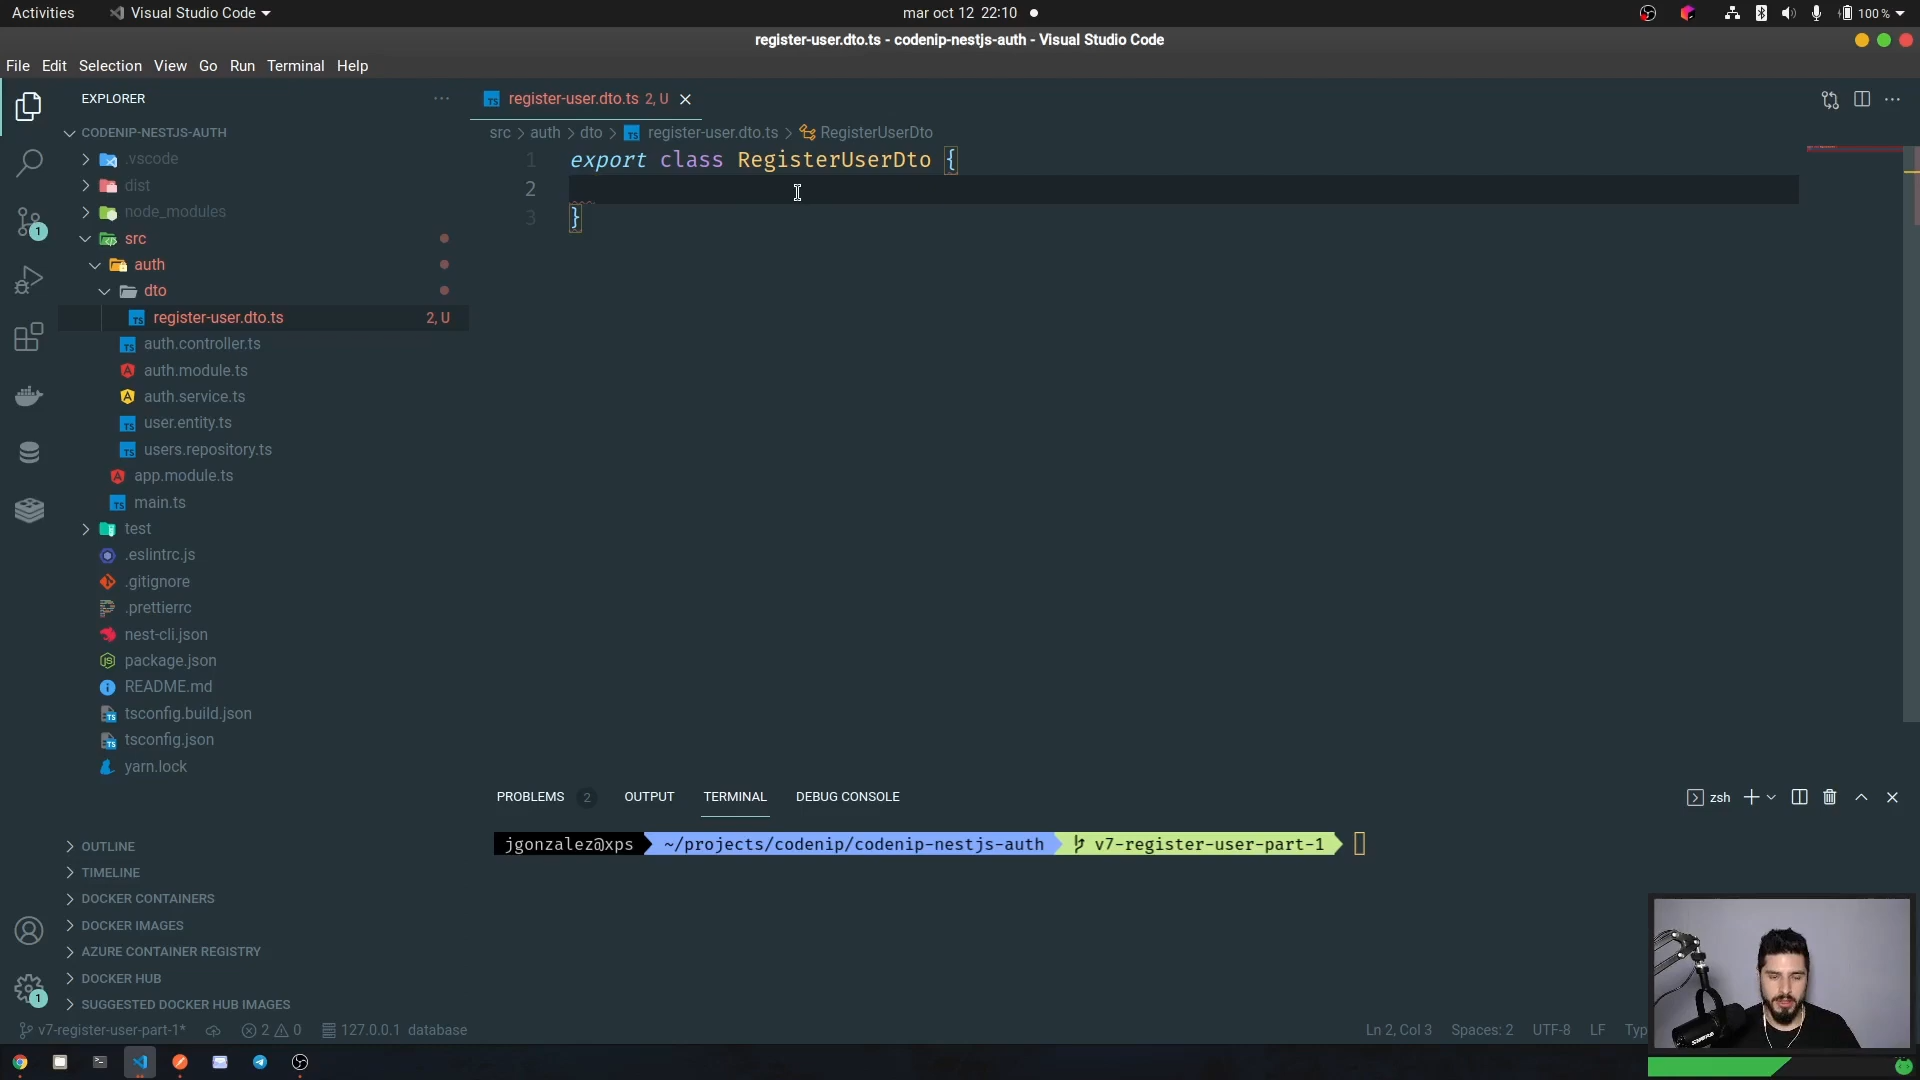 Activities
Visual Studio Code
mar oct 12 22:10
100 %
register-user.dto.ts - codenip-nestjs-auth - Visual Studio Code
File Edit Selection View Go Run Terminal Help
EXPLORER
CODENIP-NESTJS-AUTH
.vscode
dist
node_modules
src
auth
dto
register-user.dto.ts 2, U
auth.controller.ts
auth.module.ts
auth.service.ts
user.entity.ts
users.repository.ts
app.module.ts
main.ts
test
.eslintrc.js
.gitignore
.prettierrc
nest-cli.json
package.json
README.md
tsconfig.build.json
tsconfig.json
yarn.lock
OUTLINE
TIMELINE
DOCKER CONTAINERS
DOCKER IMAGES
AZURE CONTAINER REGISTRY
DOCKER HUB
SUGGESTED DOCKER HUB IMAGES
1
1
register-user.dto.ts 2, U
src > auth > dto > register-user.dto.ts > RegisterUserDto
1 export class RegisterUserDto {
2
3 }
PROBLEMS 2 OUTPUT TERMINAL DEBUG CONSOLE
zsh
jgonzalez@xps ~/projects/codenip/codenip-nestjs-auth v7-register-user-part-1
v7-register-user-part-1* 2 0 127.0.0.1 database
Ln 2, Col 3 Spaces: 2 UTF-8 LF Typ